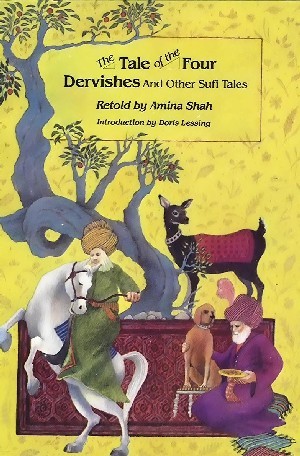 The Tale of the Four
Dervishes And Other Sufi Tales
Retold by Amina Shah
Introduction by Doris Lessing